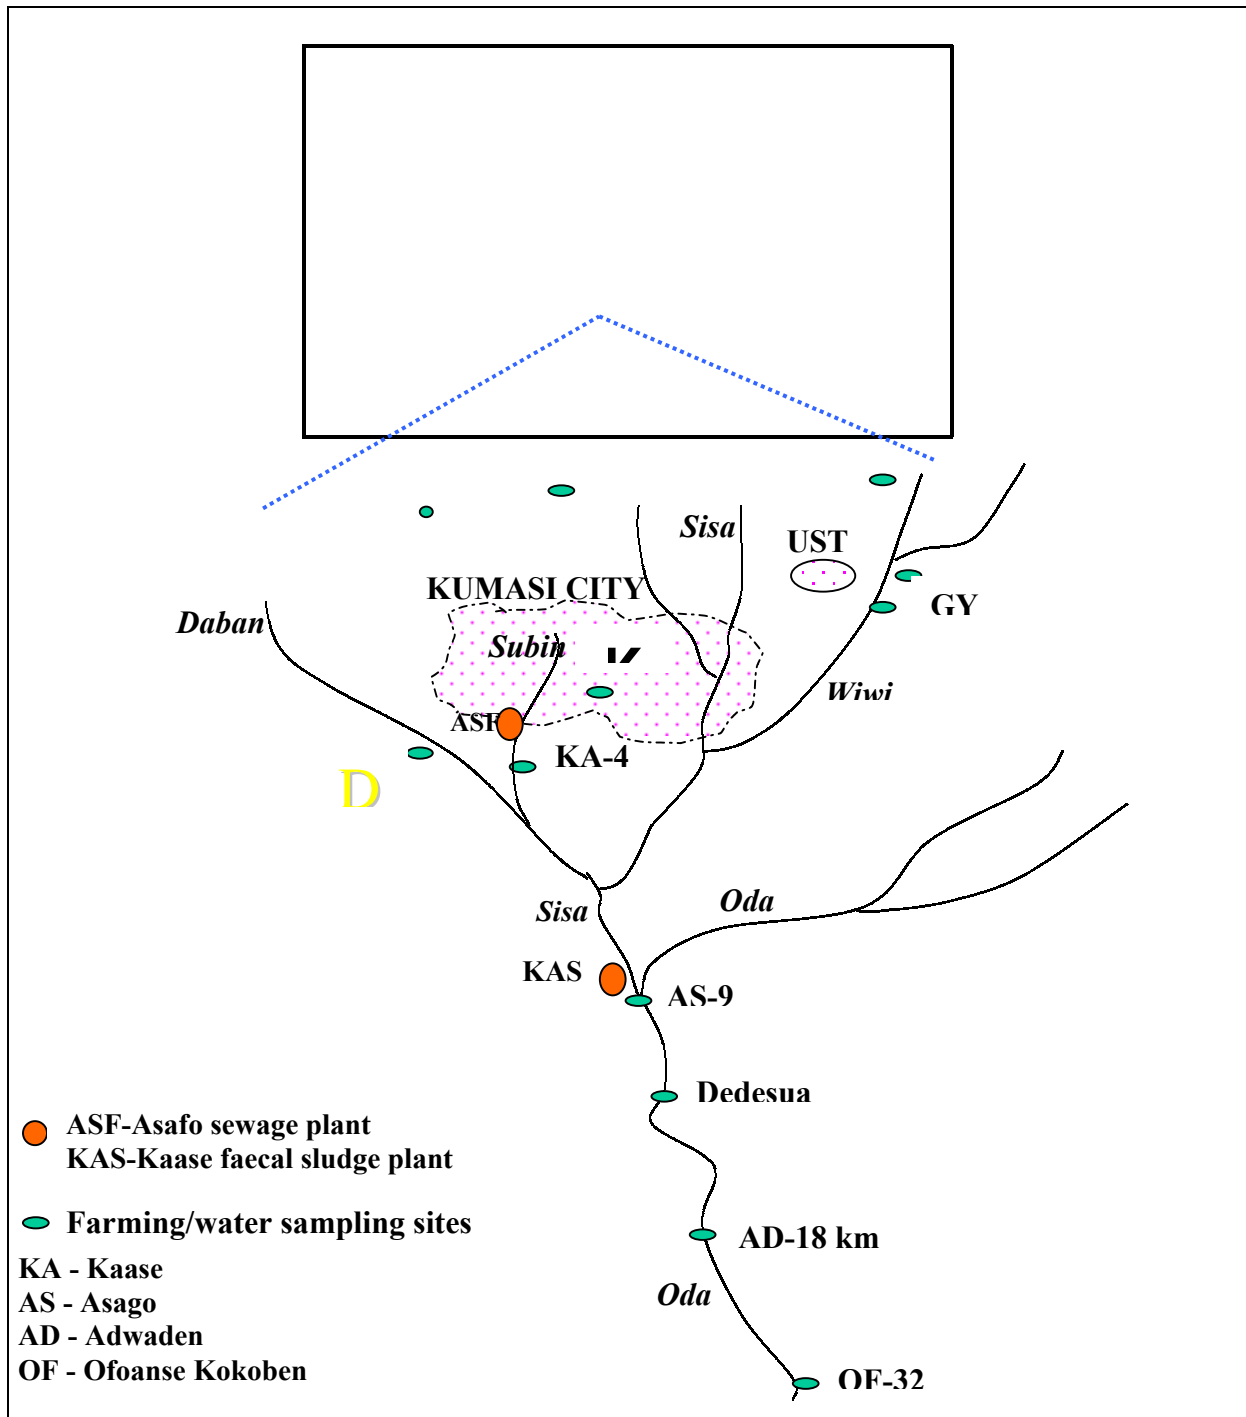 Sisa
UST
KUMASI CITY
GY
Daban
Subin
Wiwi
ASF
KA-4
D
Oda
Sisa
KAS
AS-9
Dedesua
ASF-Asafo sewage plant
KAS-Kaase faecal sludge plant
Farming/water sampling sites
AD-18 km
KA - Kaase
Oda
AS - Asago
AD - Adwaden
OF - Ofoanse Kokoben
OF-32